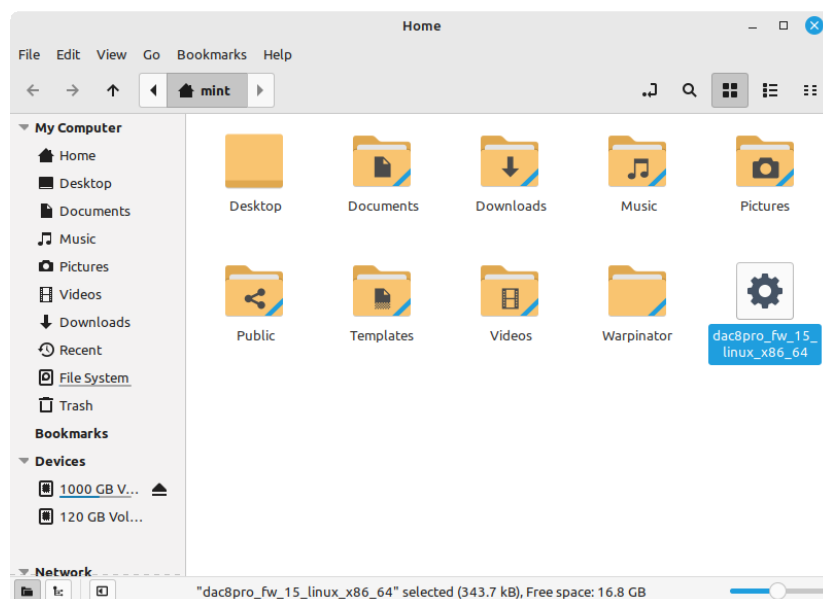 Home
File Edit View Go Bookmarks Help
mint
My Computer
Home
Desktop
Documents
Music
Pictures
Videos
Downloads
Recent
File System
Trash
Bookmarks
Devices
1000 GB V...
120 GB Vol...
Network
Desktop Documents Downloads Music Pictures
Public Templates Videos Warpinator dac8pro_fw_15_
linux_x86_64
"dac8pro_fw_15_linux_x86_64" selected (343.7 kB), Free space: 16.8 GB